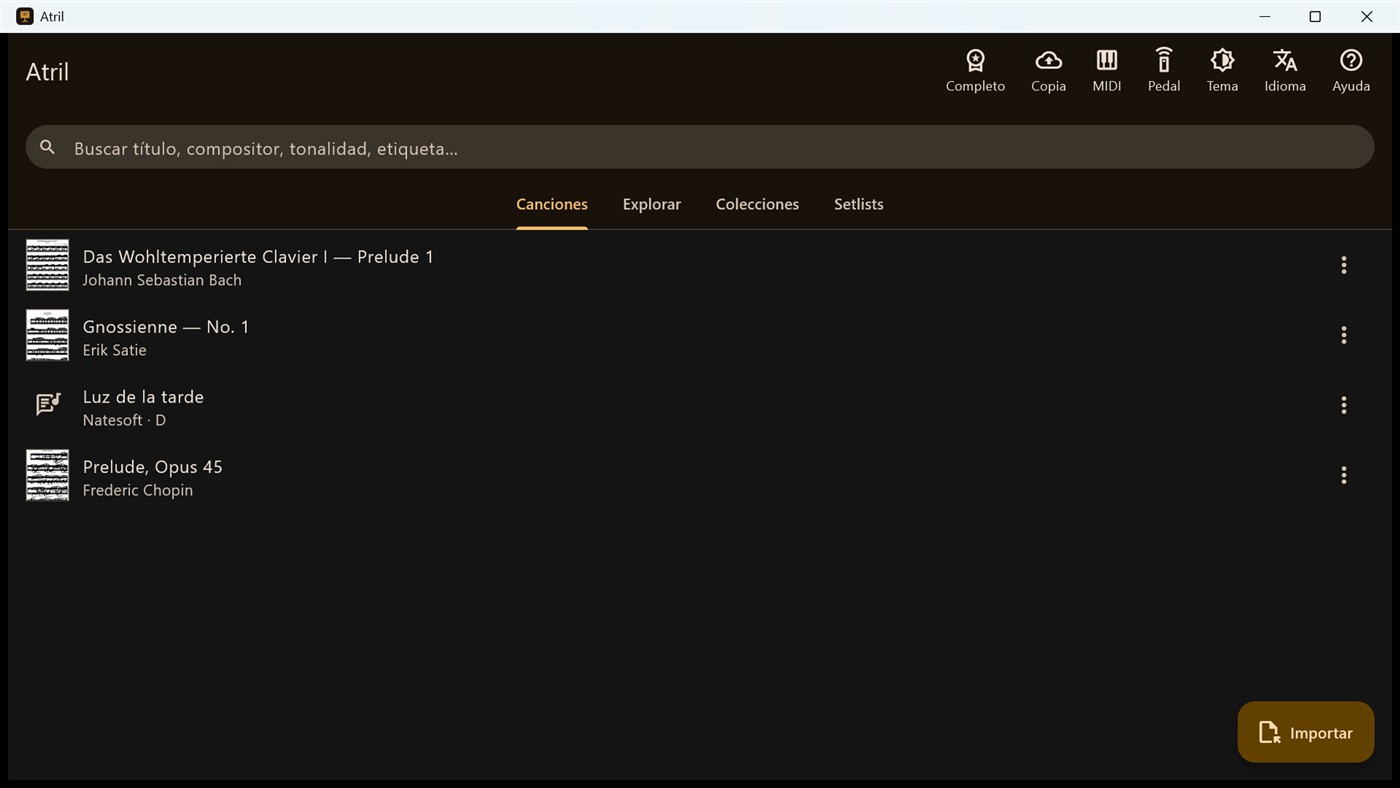 Atril
Atril
Completo
Copia
MIDI
Pedal
Tema
Idioma
Ayuda
Buscar título, compositor, tonalidad, etiqueta...
Canciones
Explorar
Colecciones
Setlists
Das Wohltemperierte Clavier I — Prelude 1
Johann Sebastian Bach
Gnossienne — No. 1
Erik Satie
Luz de la tarde
Natesoft · D
Prelude, Opus 45
Frederic Chopin
Importar